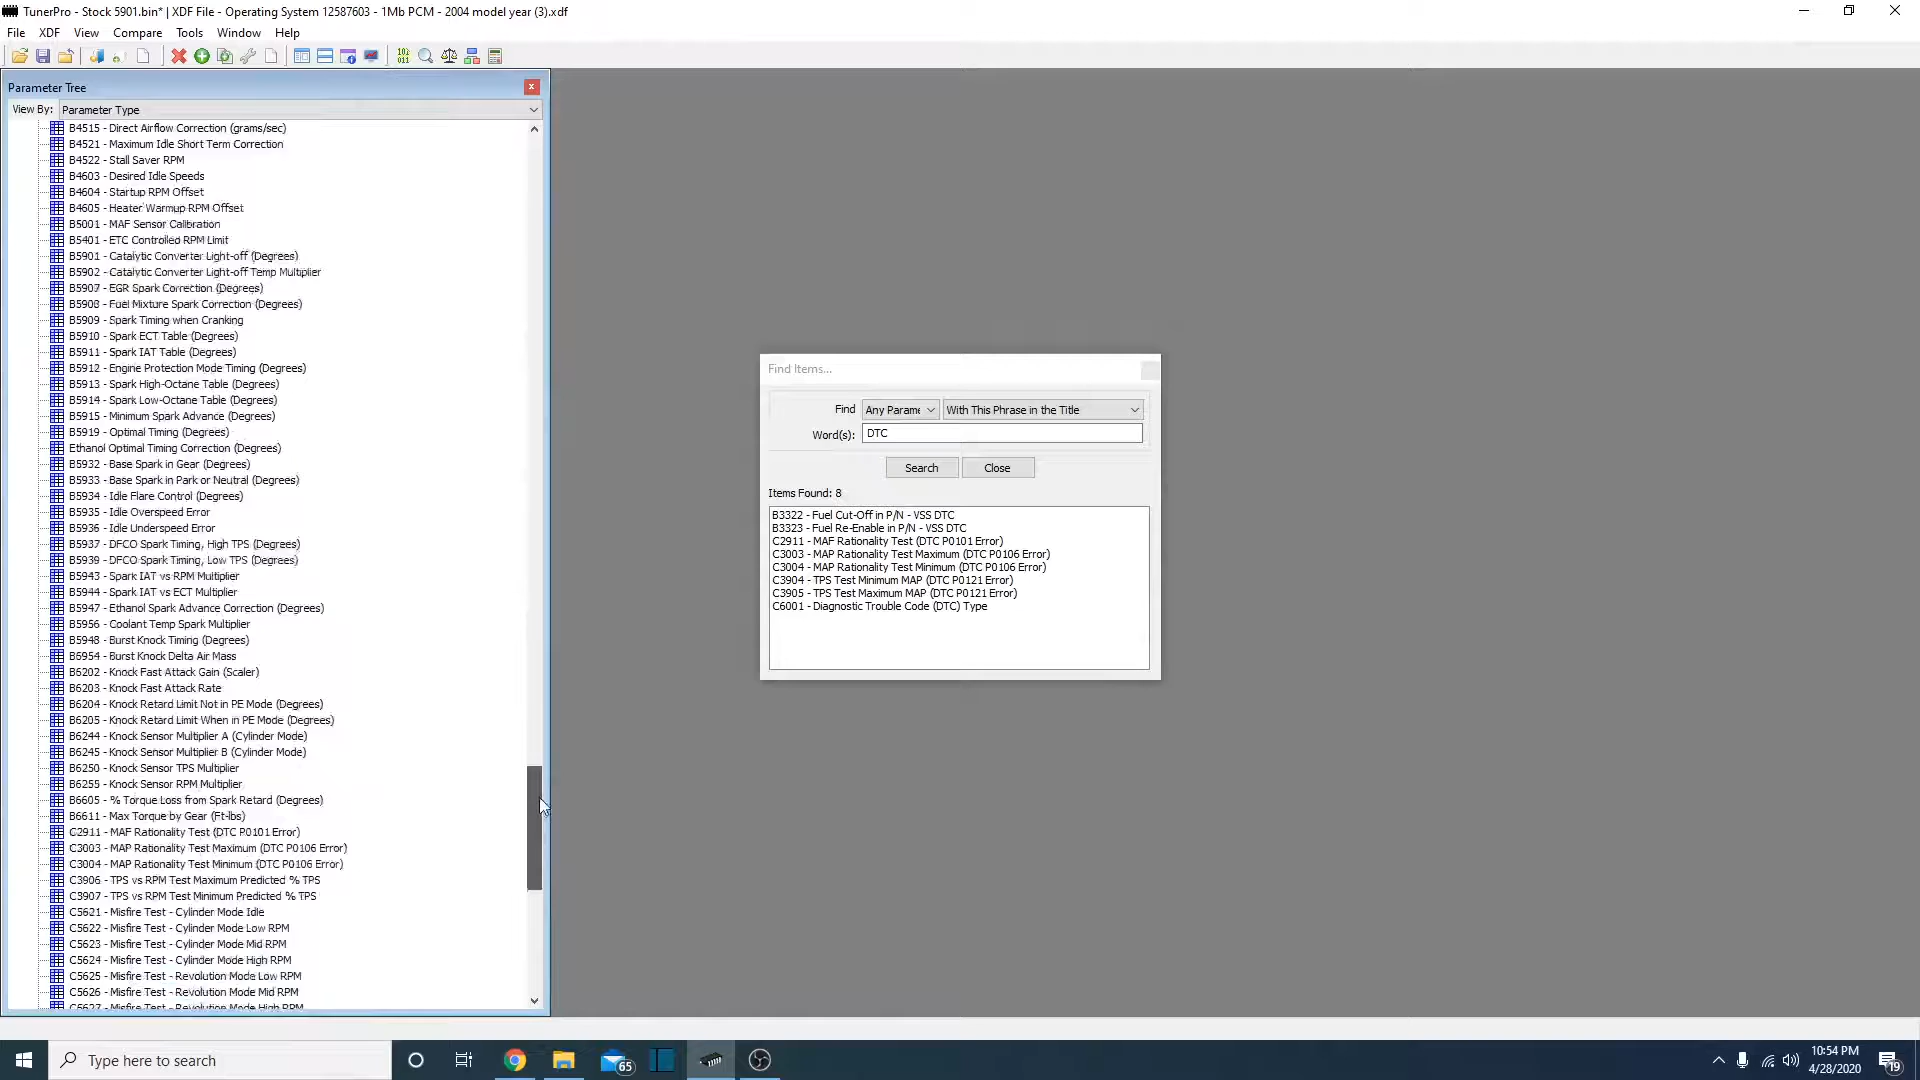 TunerPro - Stock 5901.bin* | XDF File - Operating System 12587603 - 1Mb PCM - 2004 model year (3).xdf
File XDF View Compare Tools Window Help
Parameter Tree
View By: Parameter Type
B4515 - Direct Airflow Correction (grams/sec)
B4521 - Maximum Idle Short Term Correction
B4522 - Stall Saver RPM
B4603 - Desired Idle Speeds
B4604 - Startup RPM Offset
B4605 - Heater Warmup RPM Offset
B5001 - MAF Sensor Calibration
B5401 - ETC Controlled RPM Limit
B5901 - Catalytic Converter Light-off (Degrees)
B5902 - Catalytic Converter Light-off Temp Multiplier
B5907 - EGR Spark Correction (Degrees)
B5908 - Fuel Mixture Spark Correction (Degrees)
B5909 - Spark Timing when Cranking
B5910 - Spark ECT Table (Degrees)
B5911 - Spark IAT Table (Degrees)
B5912 - Engine Protection Mode Timing (Degrees)
B5913 - Spark High-Octane Table (Degrees)
B5914 - Spark Low-Octane Table (Degrees)
B5915 - Minimum Spark Advance (Degrees)
B5919 - Optimal Timing (Degrees)
Ethanol Optimal Timing Correction (Degrees)
B5932 - Base Spark in Gear (Degrees)
B5933 - Base Spark in Park or Neutral (Degrees)
B5934 - Idle Flare Control (Degrees)
B5935 - Idle Overspeed Error
B5936 - Idle Underspeed Error
B5937 - DFCO Spark Timing, High TPS (Degrees)
B5939 - DFCO Spark Timing, Low TPS (Degrees)
B5943 - Spark IAT vs RPM Multiplier
B5944 - Spark IAT vs ECT Multiplier
B5947 - Ethanol Spark Advance Correction (Degrees)
B5956 - Coolant Temp Spark Multiplier
B5948 - Burst Knock Timing (Degrees)
B5954 - Burst Knock Delta Air Mass
B6202 - Knock Fast Attack Gain (Scaler)
B6203 - Knock Fast Attack Rate
B6204 - Knock Retard Limit Not in PE Mode (Degrees)
B6205 - Knock Retard Limit When in PE Mode (Degrees)
B6244 - Knock Sensor Multiplier A (Cylinder Mode)
B6245 - Knock Sensor Multiplier B (Cylinder Mode)
B6250 - Knock Sensor TPS Multiplier
B6255 - Knock Sensor RPM Multiplier
B6605 - % Torque Loss from Spark Retard (Degrees)
B6611 - Max Torque by Gear (Ft-lbs)
C2911 - MAF Rationality Test (DTC P0101 Error)
C3003 - MAP Rationality Test Maximum (DTC P0106 Error)
C3004 - MAP Rationality Test Minimum (DTC P0106 Error)
C3906 - TPS vs RPM Test Maximum Predicted % TPS
C3907 - TPS vs RPM Test Minimum Predicted % TPS
C5621 - Misfire Test - Cylinder Mode Idle
C5622 - Misfire Test - Cylinder Mode Low RPM
C5623 - Misfire Test - Cylinder Mode Mid RPM
C5624 - Misfire Test - Cylinder Mode High RPM
C5625 - Misfire Test - Revolution Mode Low RPM
C5626 - Misfire Test - Revolution Mode Mid RPM
C5627 - Misfire Test - Revolution Mode High RPM
Find Items...
Find Any Parame With This Phrase in the Title
Word(s): DTC
Search Close
Items Found: 8
B3322 - Fuel Cut-Off in P/N - VSS DTC
B3323 - Fuel Re-Enable in P/N - VSS DTC
C2911 - MAF Rationality Test (DTC P0101 Error)
C3003 - MAP Rationality Test Maximum (DTC P0106 Error)
C3004 - MAP Rationality Test Minimum (DTC P0106 Error)
C3904 - TPS Test Minimum MAP (DTC P0121 Error)
C3905 - TPS Test Maximum MAP (DTC P0121 Error)
C6001 - Diagnostic Trouble Code (DTC) Type
Type here to search
65
10:54 PM
4/28/2020
19